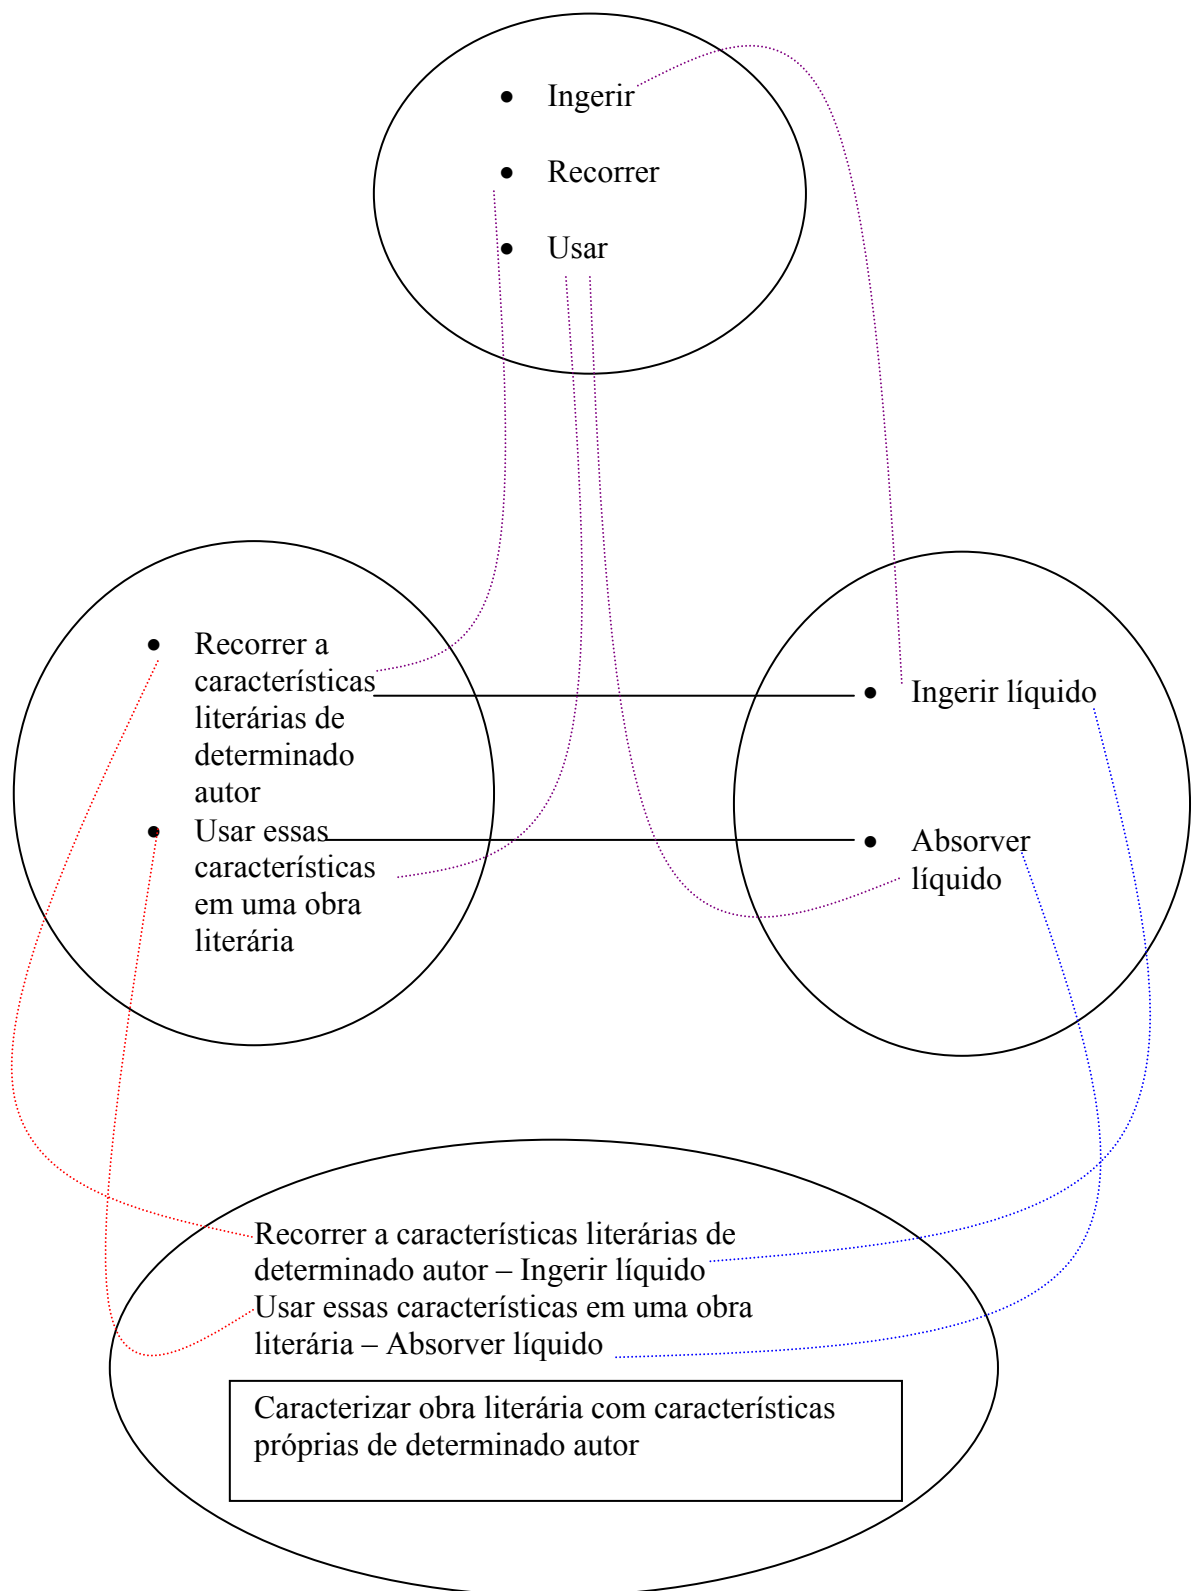 • Ingerir
• Recorrer
• Usar
• Recorrer a
características
literárias de
determinado
autor
• Usar essas
características
em uma obra
literária
• Ingerir líquido
• Absorver
líquido
Recorrer a características literárias de
determinado autor – Ingerir líquido
Usar essas características em uma obra
literária – Absorver líquido
Caracterizar obra literária com características
próprias de determinado autor